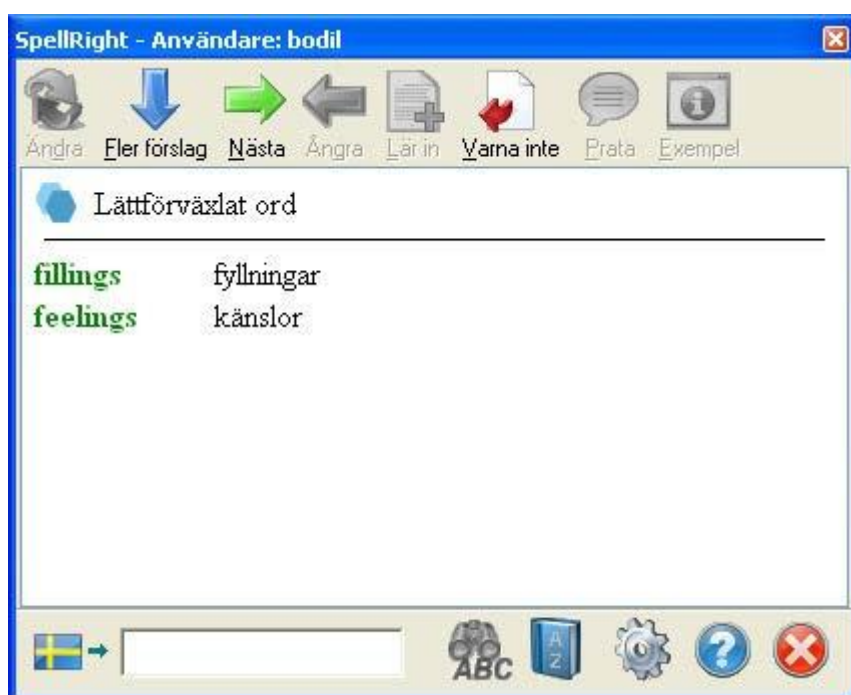 SpellRight - Användare: bodil
Ändra Fler förslag Nästa Ångra Lär in Varna inte Prata Exempel
Lättförväxlat ord
fillings fyllningar
feelings känslor
ABC
A
Z